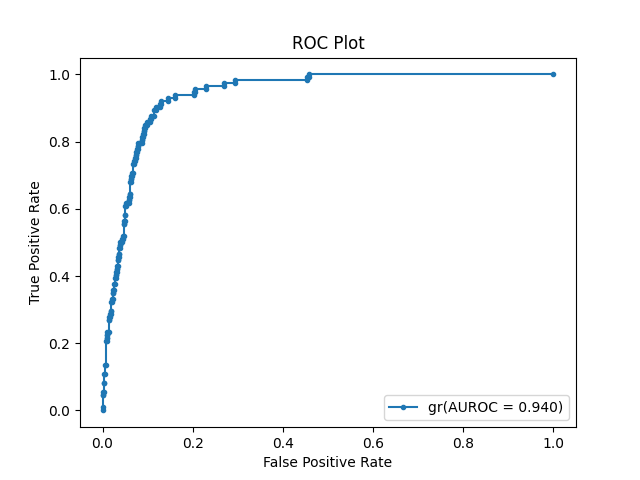 ROC Plot
True Positive Rate
1.0
0.8
0.6
0.4
0.2
0.0
gr(AUROC = 0.940)
0.0 0.2 0.4 0.6 0.8 1.0
False Positive Rate